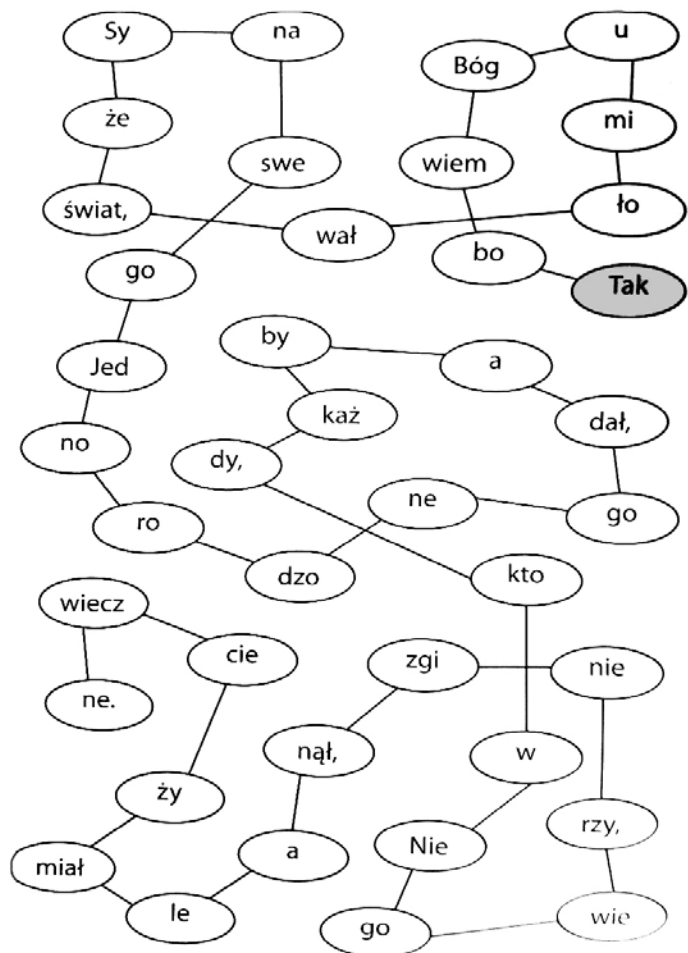 Tak
bo
wiem
Bóg
u
mi
ło
wał
świat,
że
Sy
na
swe
go
Jed
no
ro
dzo
ne
go
dał,
a
by
każ
dy,
kto
w
Nie
go
wie
rzy,
nie
zgi
nął,
a
le
miał
ży
cie
wiecz
ne.